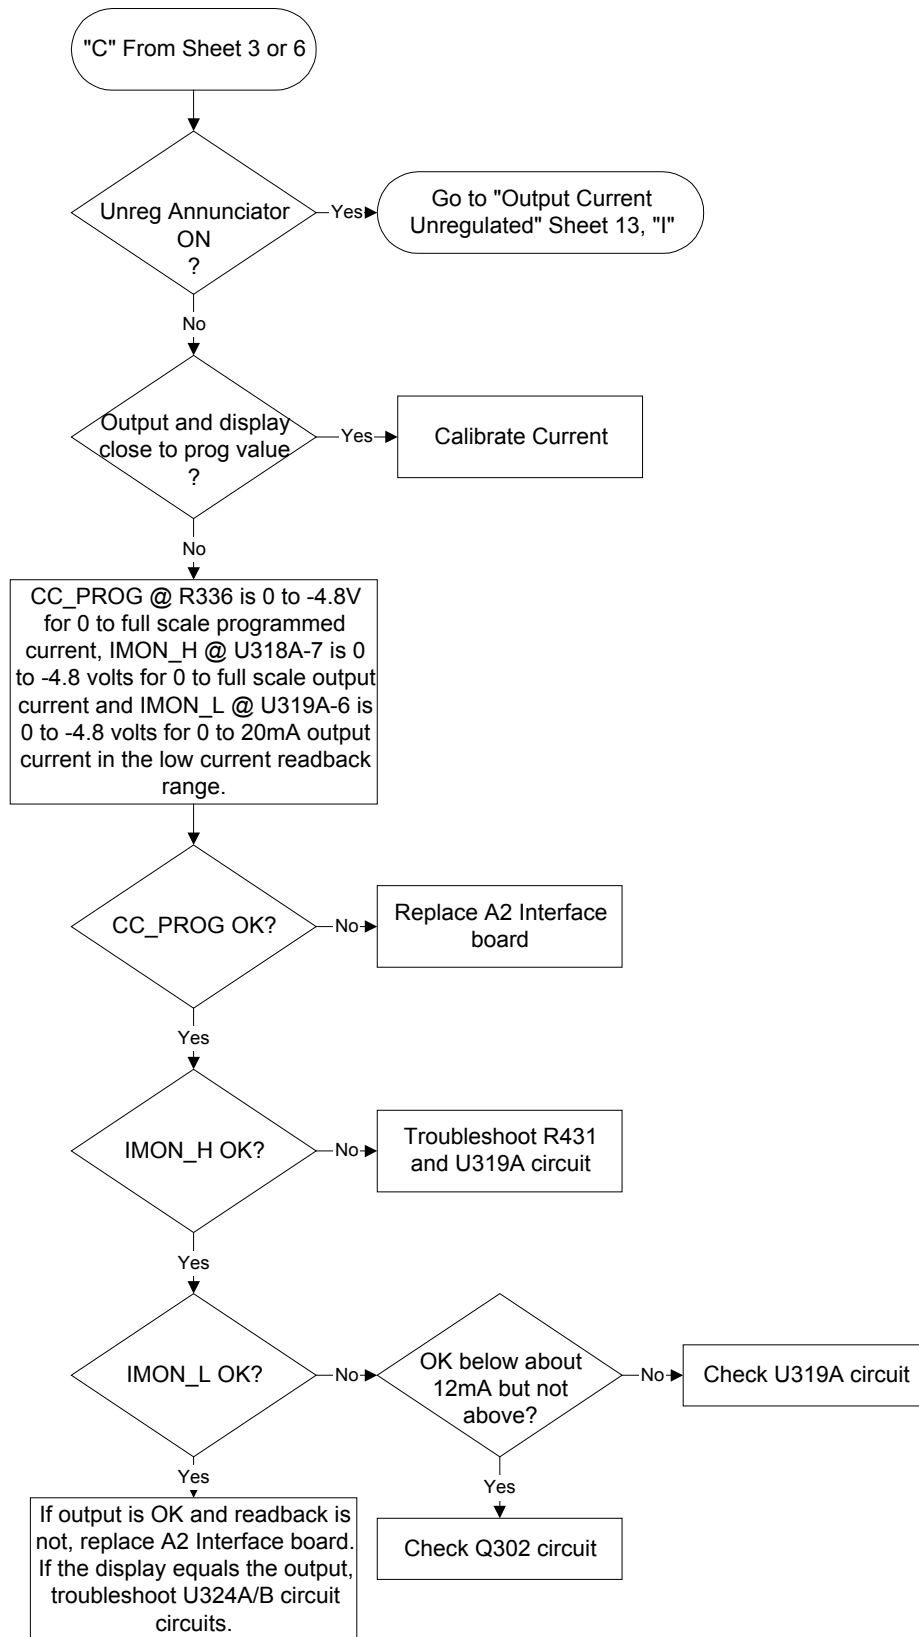 "C" From Sheet 3 or 6
Unreg Annunciator
ON
?
Yes
Go to "Output Current
Unregulated" Sheet 13, "I"
No
Output and display
close to prog value
?
Yes
Calibrate Current
No
CC_PROG @ R336 is 0 to -4.8V
for 0 to full scale programmed
current, IMON_H @ U318A-7 is 0
to -4.8 volts for 0 to full scale output
current and IMON_L @ U319A-6 is
0 to -4.8 volts for 0 to 20mA output
current in the low current readback
range.
CC_PROG OK?
No
Replace A2 Interface
board
Yes
IMON_H OK?
No
Troubleshoot R431
and U319A circuit
Yes
IMON_L OK?
No
OK below about
12mA but not
above?
No
Check U319A circuit
Yes
Yes
If output is OK and readback is
not, replace A2 Interface board.
If the display equals the output,
troubleshoot U324A/B circuit
circuits.
Check Q302 circuit